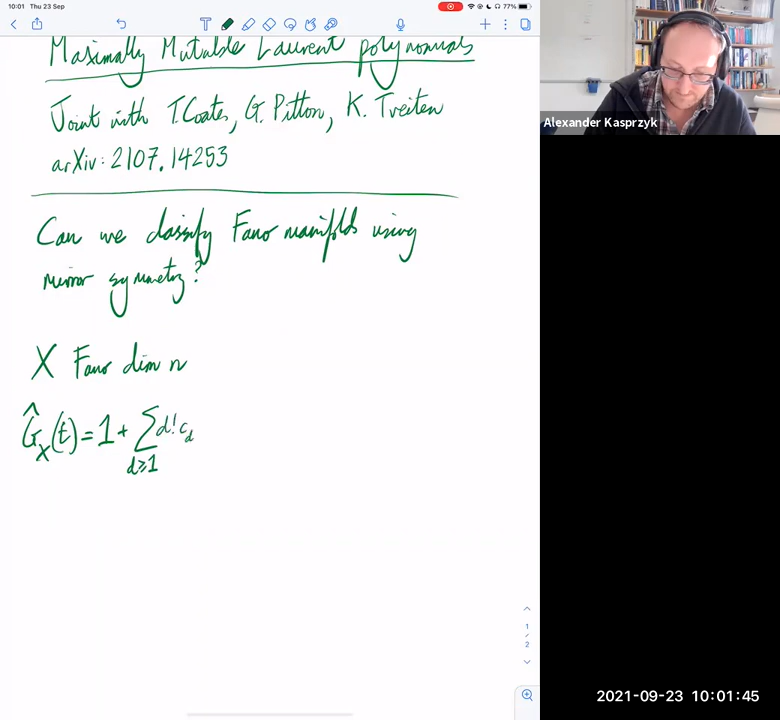 10:01 Thu 23 Sep
77%
Maximally Mutable Laurent polynomials
Joint with T. Coates, G. Pitton, K. Tveiten
arXiv: 2107.14253
Can we classify Fano manifolds using
mirror symmetry?
X Fano dim n
Ĝ_X(t) = 1 + ∑_{d≥1} d! c_d
Alexander Kasprzyk
1
/
2
2021-09-23 10:01:45